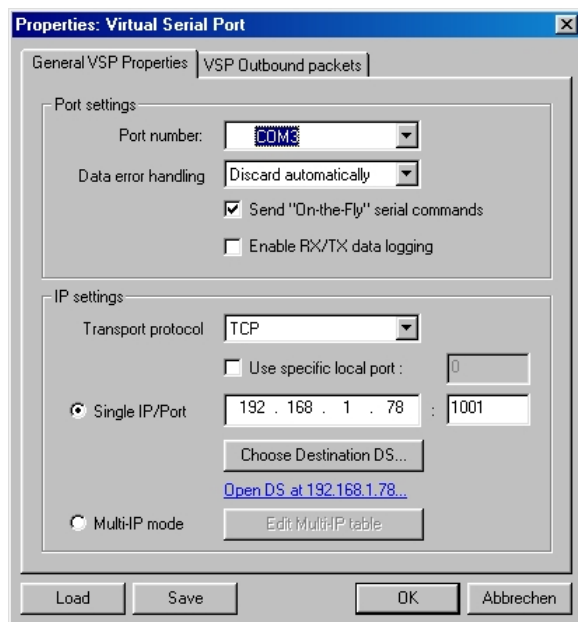 Properties: Virtual Serial Port
General VSP Properties VSP Outbound packets
Port settings
Port number: COM3
Data error handling Discard automatically
Send "On-the-Fly" serial commands
Enable RX/TX data logging
IP settings
Transport protocol TCP
Use specific local port : 0
Single IP/Port 192 . 168 . 1 . 78 : 1001
Choose Destination DS...
Open DS at 192.168.1.78...
Multi-IP mode Edit Multi-IP table
Load Save OK Abbrechen